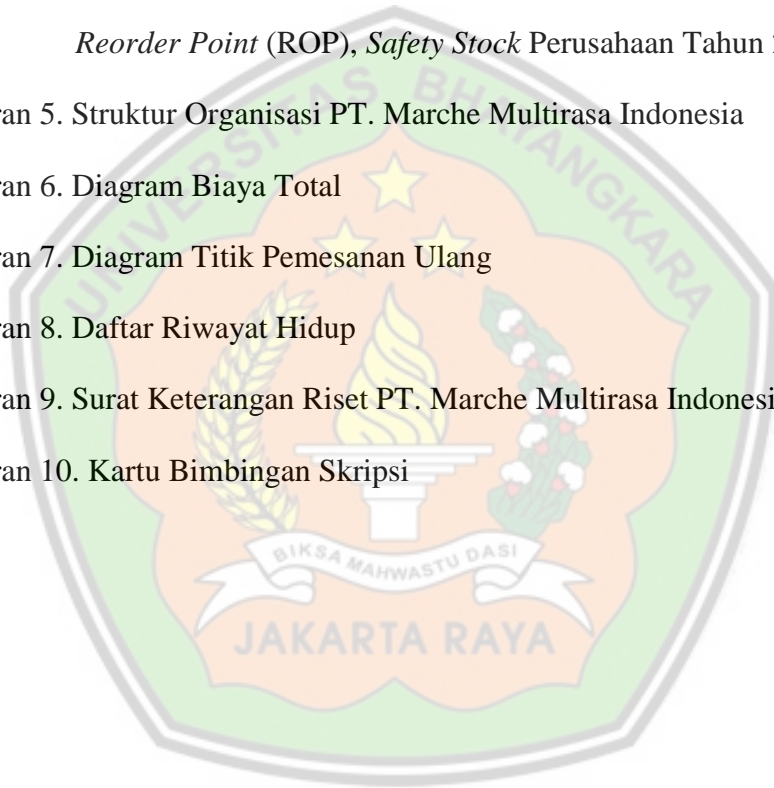 Reorder Point (ROP), Safety Stock Perusahaan Tahun
ran 5. Struktur Organisasi PT. Marche Multirasa Indonesia
ran 6. Diagram Biaya Total
ran 7. Diagram Titik Pemesanan Ulang
ran 8. Daftar Riwayat Hidup
ran 9. Surat Keterangan Riset PT. Marche Multirasa Indonesi
ran 10. Kartu Bimbingan Skripsi
UNIVERSITAS BHAYANGKARA
BIKSA MAHWASTU DASI
JAKARTA RAYA